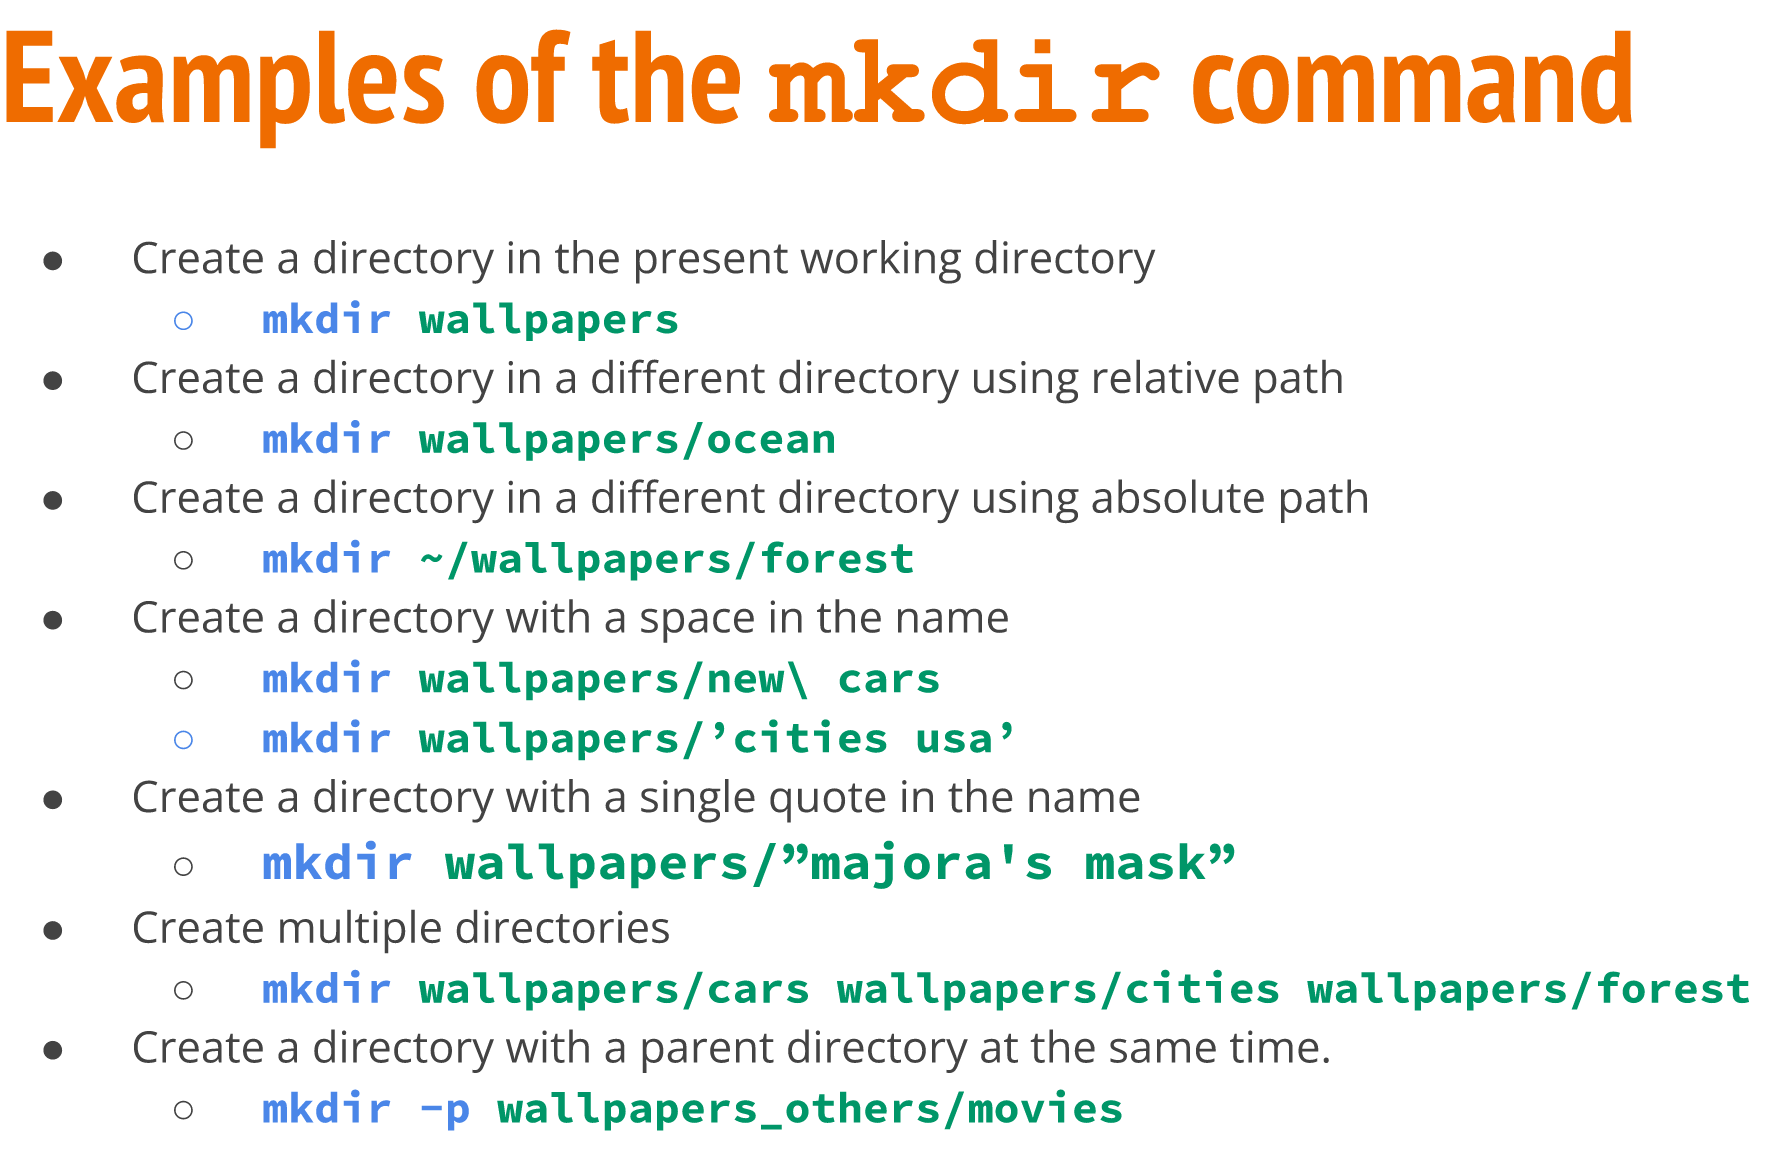 Examples of the mkdir command
● Create a directory in the present working directory
○ mkdir wallpapers
● Create a directory in a different directory using relative path
○ mkdir wallpapers/ocean
● Create a directory in a different directory using absolute path
○ mkdir ~/wallpapers/forest
● Create a directory with a space in the name
○ mkdir wallpapers/new\ cars
○ mkdir wallpapers/’cities usa’
● Create a directory with a single quote in the name
○ mkdir wallpapers/”majora's mask”
● Create multiple directories
○ mkdir wallpapers/cars wallpapers/cities wallpapers/forest
● Create a directory with a parent directory at the same time.
○ mkdir -p wallpapers_others/movies